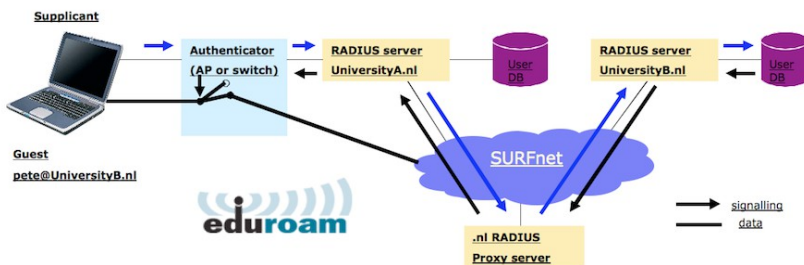 Supplicant
Authenticator
(AP or switch)
RADIUS server
UniversityA.nl
User
DB
RADIUS server
UniversityB.nl
User
DB
Guest
pete@UniversityB.nl
SURFnet
eduroam
.nl RADIUS
Proxy server
signalling
data